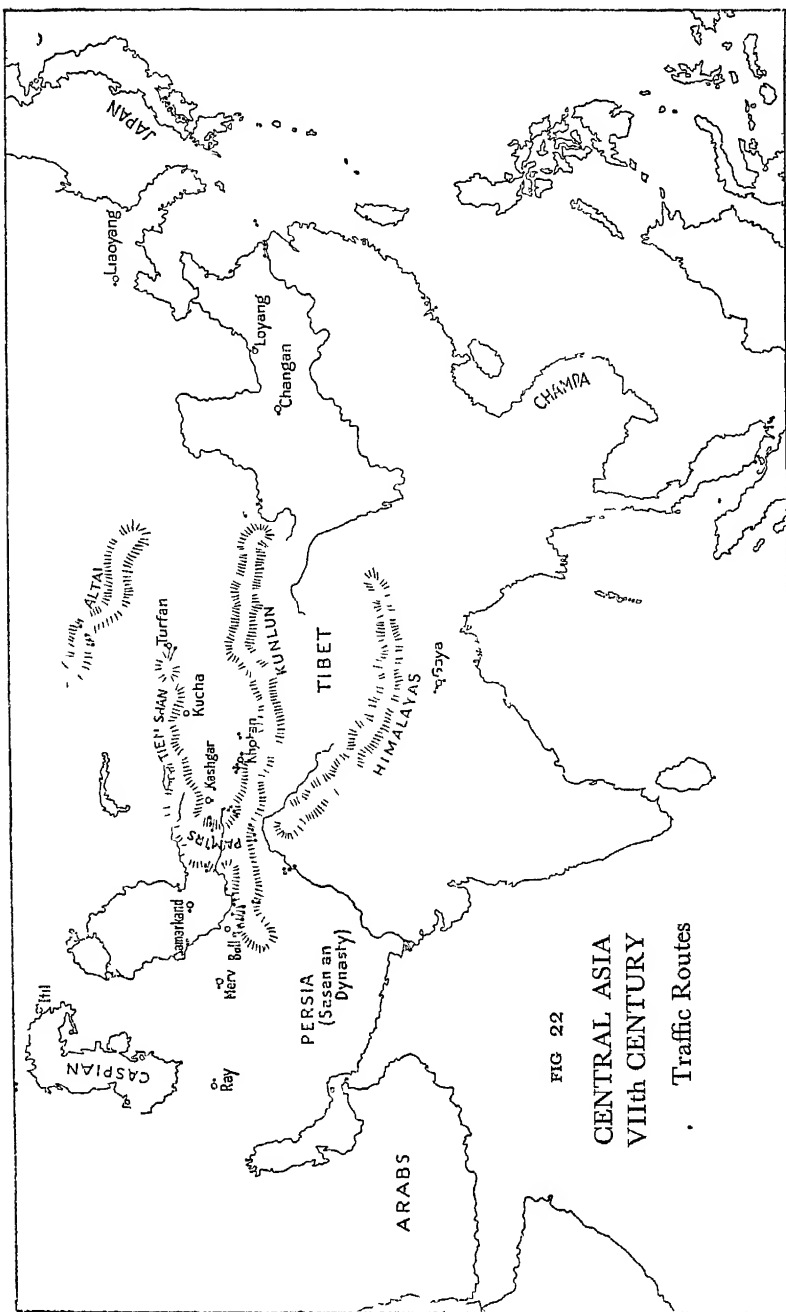 FIG 22
CENTRAL ASIA
VIIth CENTURY
Traffic Routes
JAPAN
Liaoyang
Loyang
Changan
CHAMPA
ALTAI
Turfan
TIEN SHAN
Kucha
Kashgar
KUNLUN
Khotan
TIBET
PAMIRS
HIMALAYAS
Gaya
Samarkand
Merv
PERSIA
(Sasanian
Dynasty)
CASPIAN
Ray
ARABS